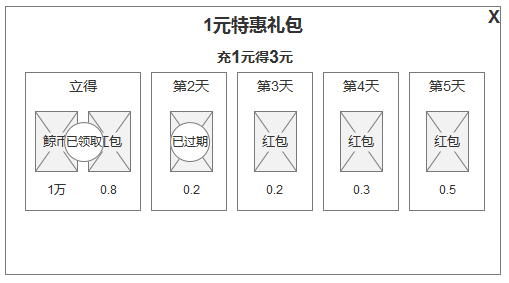 X
1元特惠礼包
充1元得3元
立得 第2天 第3天 第4天 第5天
鲸币 已领取 红包 已过期 红包 红包 红包
1万 0.8 0.2 0.2 0.3 0.5